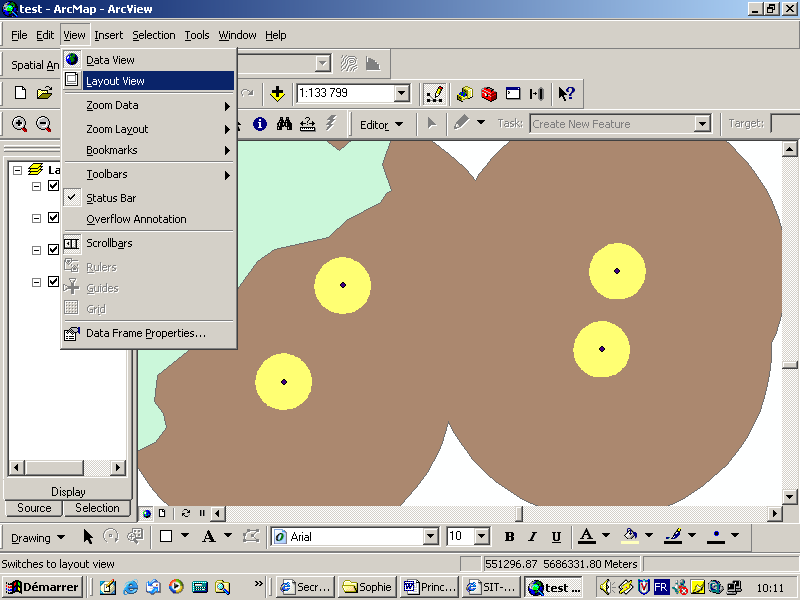 test - ArcMap - ArcView
File Edit View Insert Selection Tools Window Help
Spatial An
Data View
Layout View
Zoom Data
Zoom Layout
Bookmarks
Toolbars
Status Bar
Overflow Annotation
Scrollbars
Rulers
Guides
Grid
Data Frame Properties...
1:133 799
Editor
Task: Create New Feature
Target:
La
Display
Source Selection
Drawing
A
Arial
10
B I U A
Switches to layout view
551296.87 5686331.80 Meters
Démarrer
»
Secr...
Sophie
Princ...
SIT-...
test ...
FR
10:11